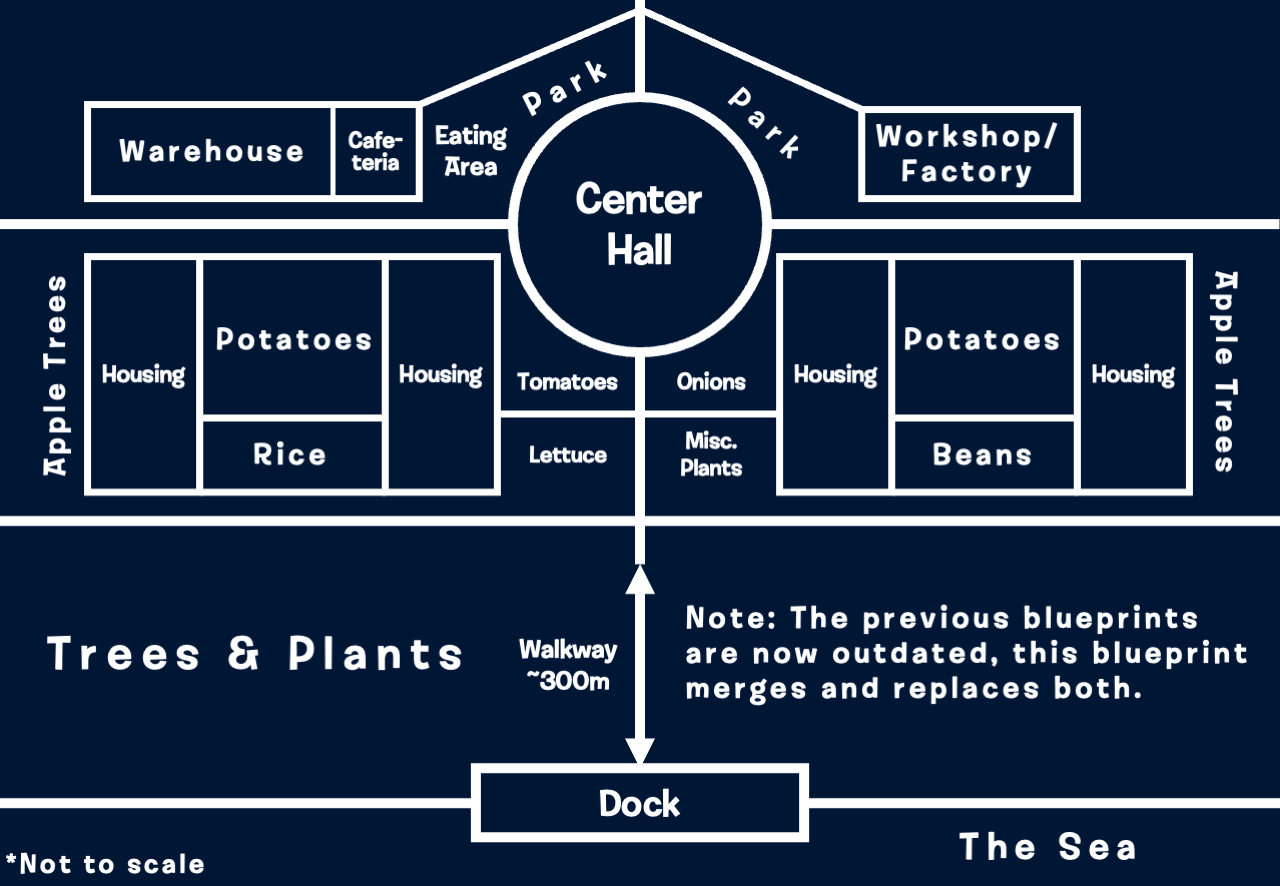 Park
Park
Warehouse
Cafe-
teria
Eating
Area
Workshop/
Factory
Center
Hall
Apple Trees
Housing
Potatoes
Rice
Housing
Tomatoes
Lettuce
Onions
Misc.
Plants
Housing
Potatoes
Beans
Housing
Apple Trees
Trees & Plants
Walkway
~300m
Note: The previous blueprints
are now outdated, this blueprint
merges and replaces both.
Dock
The Sea
*Not to scale